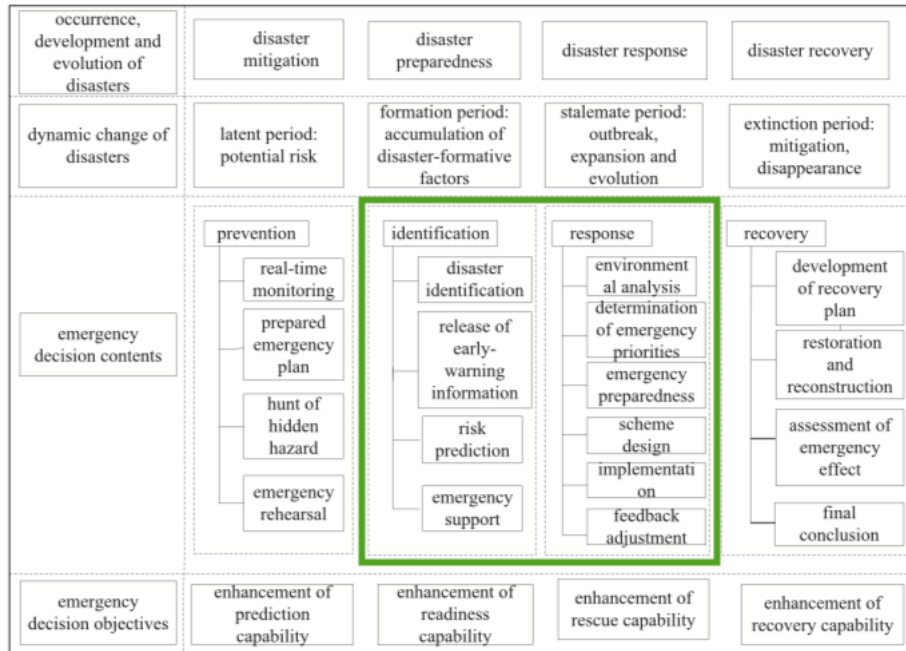 occurrence,
development and
evolution of
disasters
disaster
mitigation
disaster
preparedness
disaster response
disaster recovery
dynamic change of
disasters
latent period:
potential risk
formation period:
accumulation of
disaster-formative
factors
stalemate period:
outbreak,
expansion and
evolution
extinction period:
mitigation,
disappearance
emergency
decision contents
prevention
real-time
monitoring
prepared
emergency
plan
hunt of
hidden
hazard
emergency
rehearsal
identification
disaster
identification
release of
early-
warning
information
risk
prediction
emergency
support
response
environment
al analysis
determination
of emergency
priorities
emergency
preparedness
scheme
design
implementati
on
feedback
adjustment
recovery
development
of recovery
plan
restoration
and
reconstruction
assessment of
emergency
effect
final
conclusion
emergency
decision objectives
enhancement of
prediction
capability
enhancement of
readiness
capability
enhancement of
rescue capability
enhancement of
recovery capability